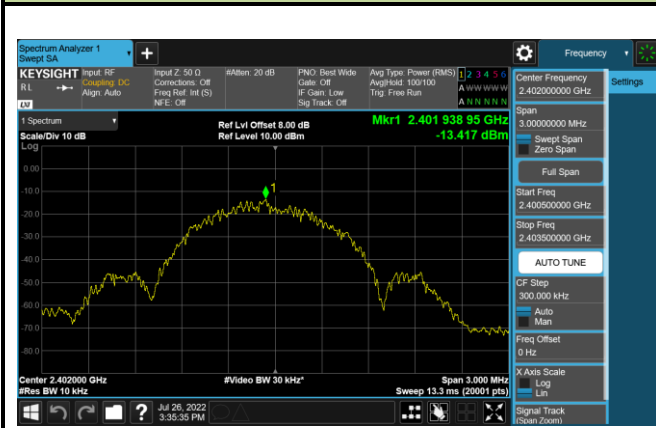 Spectrum Analyzer 1
Swept SA
Frequency
KEYSIGHT
RL
LXI
Input: RF
Coupling: DC
Align: Auto
Input Z: 50 Ω
Corrections: Off
Freq Ref: Int (S)
NFE: Off
#Atten: 20 dB
PNO: Best Wide
Gate: Off
IF Gain: Low
Sig Track: Off
Avg Type: Power (RMS)
Avg|Hold: 100/100
Trig: Free Run
1 2 3 4 5 6
A W W W W W
A N N N N N
1 Spectrum
Scale/Div 10 dB
Log
Ref Lvl Offset 8.00 dB
Ref Level 10.00 dBm
Mkr1 2.401 938 95 GHz
-13.417 dBm
1
0.00
-10.0
-20.0
-30.0
-40.0
-50.0
-60.0
-70.0
-80.0
Center 2.402000 GHz
#Res BW 10 kHz
#Video BW 30 kHz*
Span 3.000 MHz
Sweep 13.3 ms (20001 pts)
Jul 26, 2022
3:35:35 PM
Center Frequency
2.402000000 GHz
Settings
Span
3.00000000 MHz
Swept Span
Zero Span
Full Span
Start Freq
2.400500000 GHz
Stop Freq
2.403500000 GHz
AUTO TUNE
CF Step
300.000 kHz
Auto
Man
Freq Offset
0 Hz
X Axis Scale
Log
Lin
Signal Track
(Span Zoom)